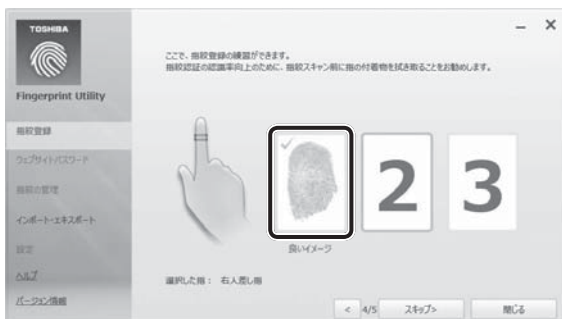 TOSHIBA
Fingerprint Utility
指紋登録
ウェブサイトパスワード
指紋の管理
インポート・エキスポート
設定
ヘルプ
バージョン情報
ここで、指紋登録の練習ができます。
指紋認証の認識率向上のために、指紋スキャン前に指の付着物を拭き取ることをお勧めします。
2
3
良いイメージ
選択した指： 右人差し指
< 4/5 スキップ> 閉じる